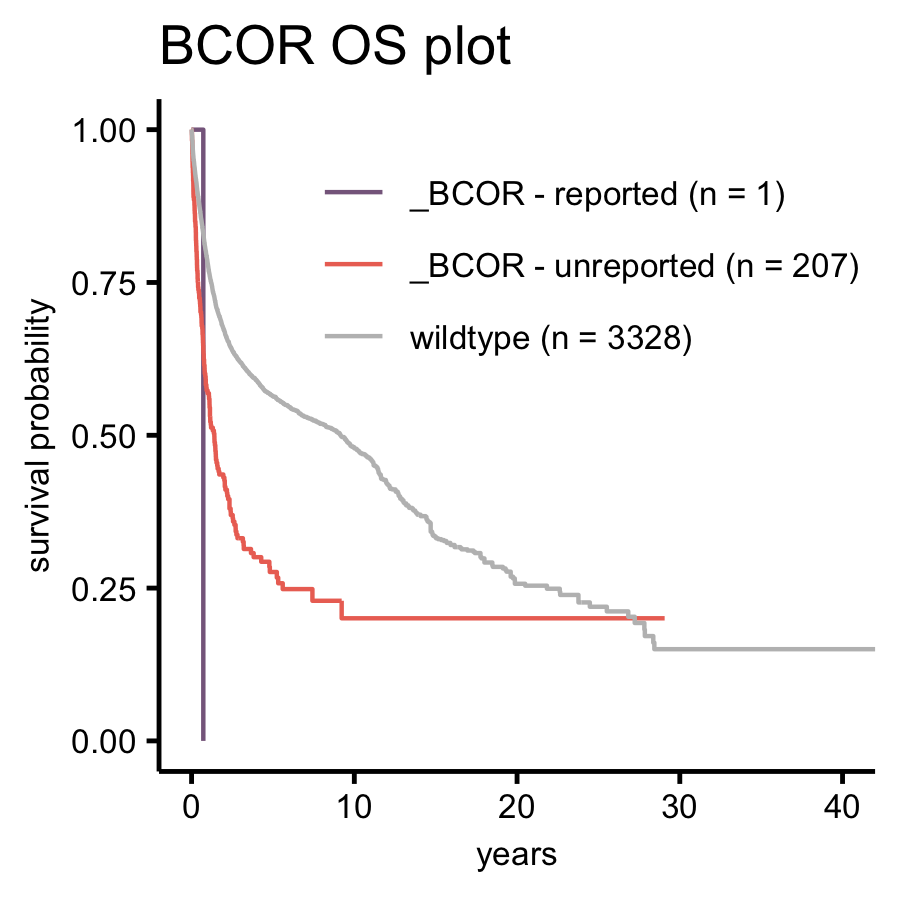 BCOR OS plot
1.00
0.75
0.50
0.25
0.00
survival probability
_BCOR - reported (n = 1)
_BCOR - unreported (n = 207)
wildtype (n = 3328)
0 10 20 30 40
years